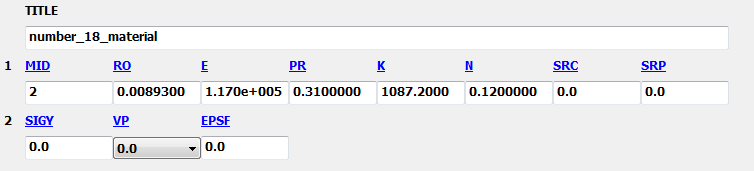 TITLE
number_18_material
1 MID RO E PR K N SRC SRP
2 0.0089300 1.170e+005 0.3100000 1087.2000 0.1200000 0.0 0.0
2 SIGY VP EPSF
0.0 0.0 0.0